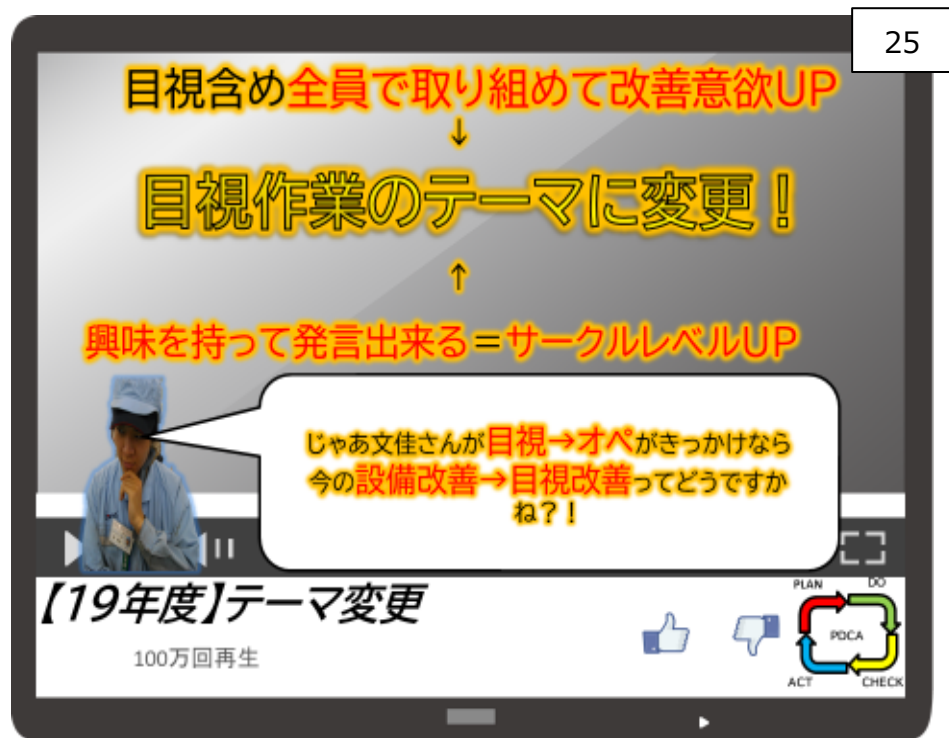 25
目視含め全員で取り組めて改善意欲UP
↓
目視作業のテーマに変更！
↑
興味を持って発言出来る＝サークルレベルUP
じゃあ文佳さんが目視→オペがきっかけなら
今の設備改善→目視改善ってどうですか
ね？！
【19年度】テーマ変更
100万回再生
PLAN
DO
PDCA
ACT
CHECK